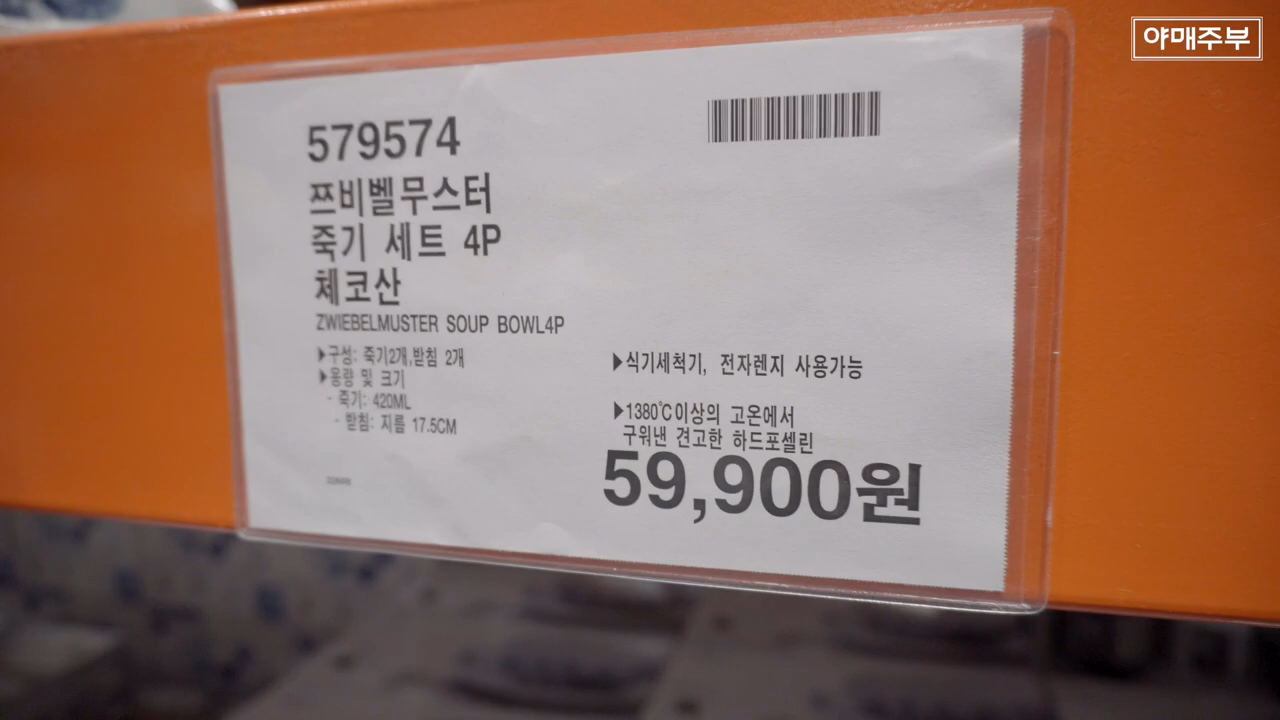 야매주부
579574
쯔비벨무스터
죽기 세트 4P
체코산
ZWIEBELMUSTER SOUP BOWL4P
▶구성: 죽기2개,받침 2개
▶용량 및 크기
- 죽기: 420ML
- 받침: 지름 17.5CM
▶식기세척기, 전자렌지 사용가능
▶1380℃이상의 고온에서
구워낸 견고한 하드포셀린
59,900원